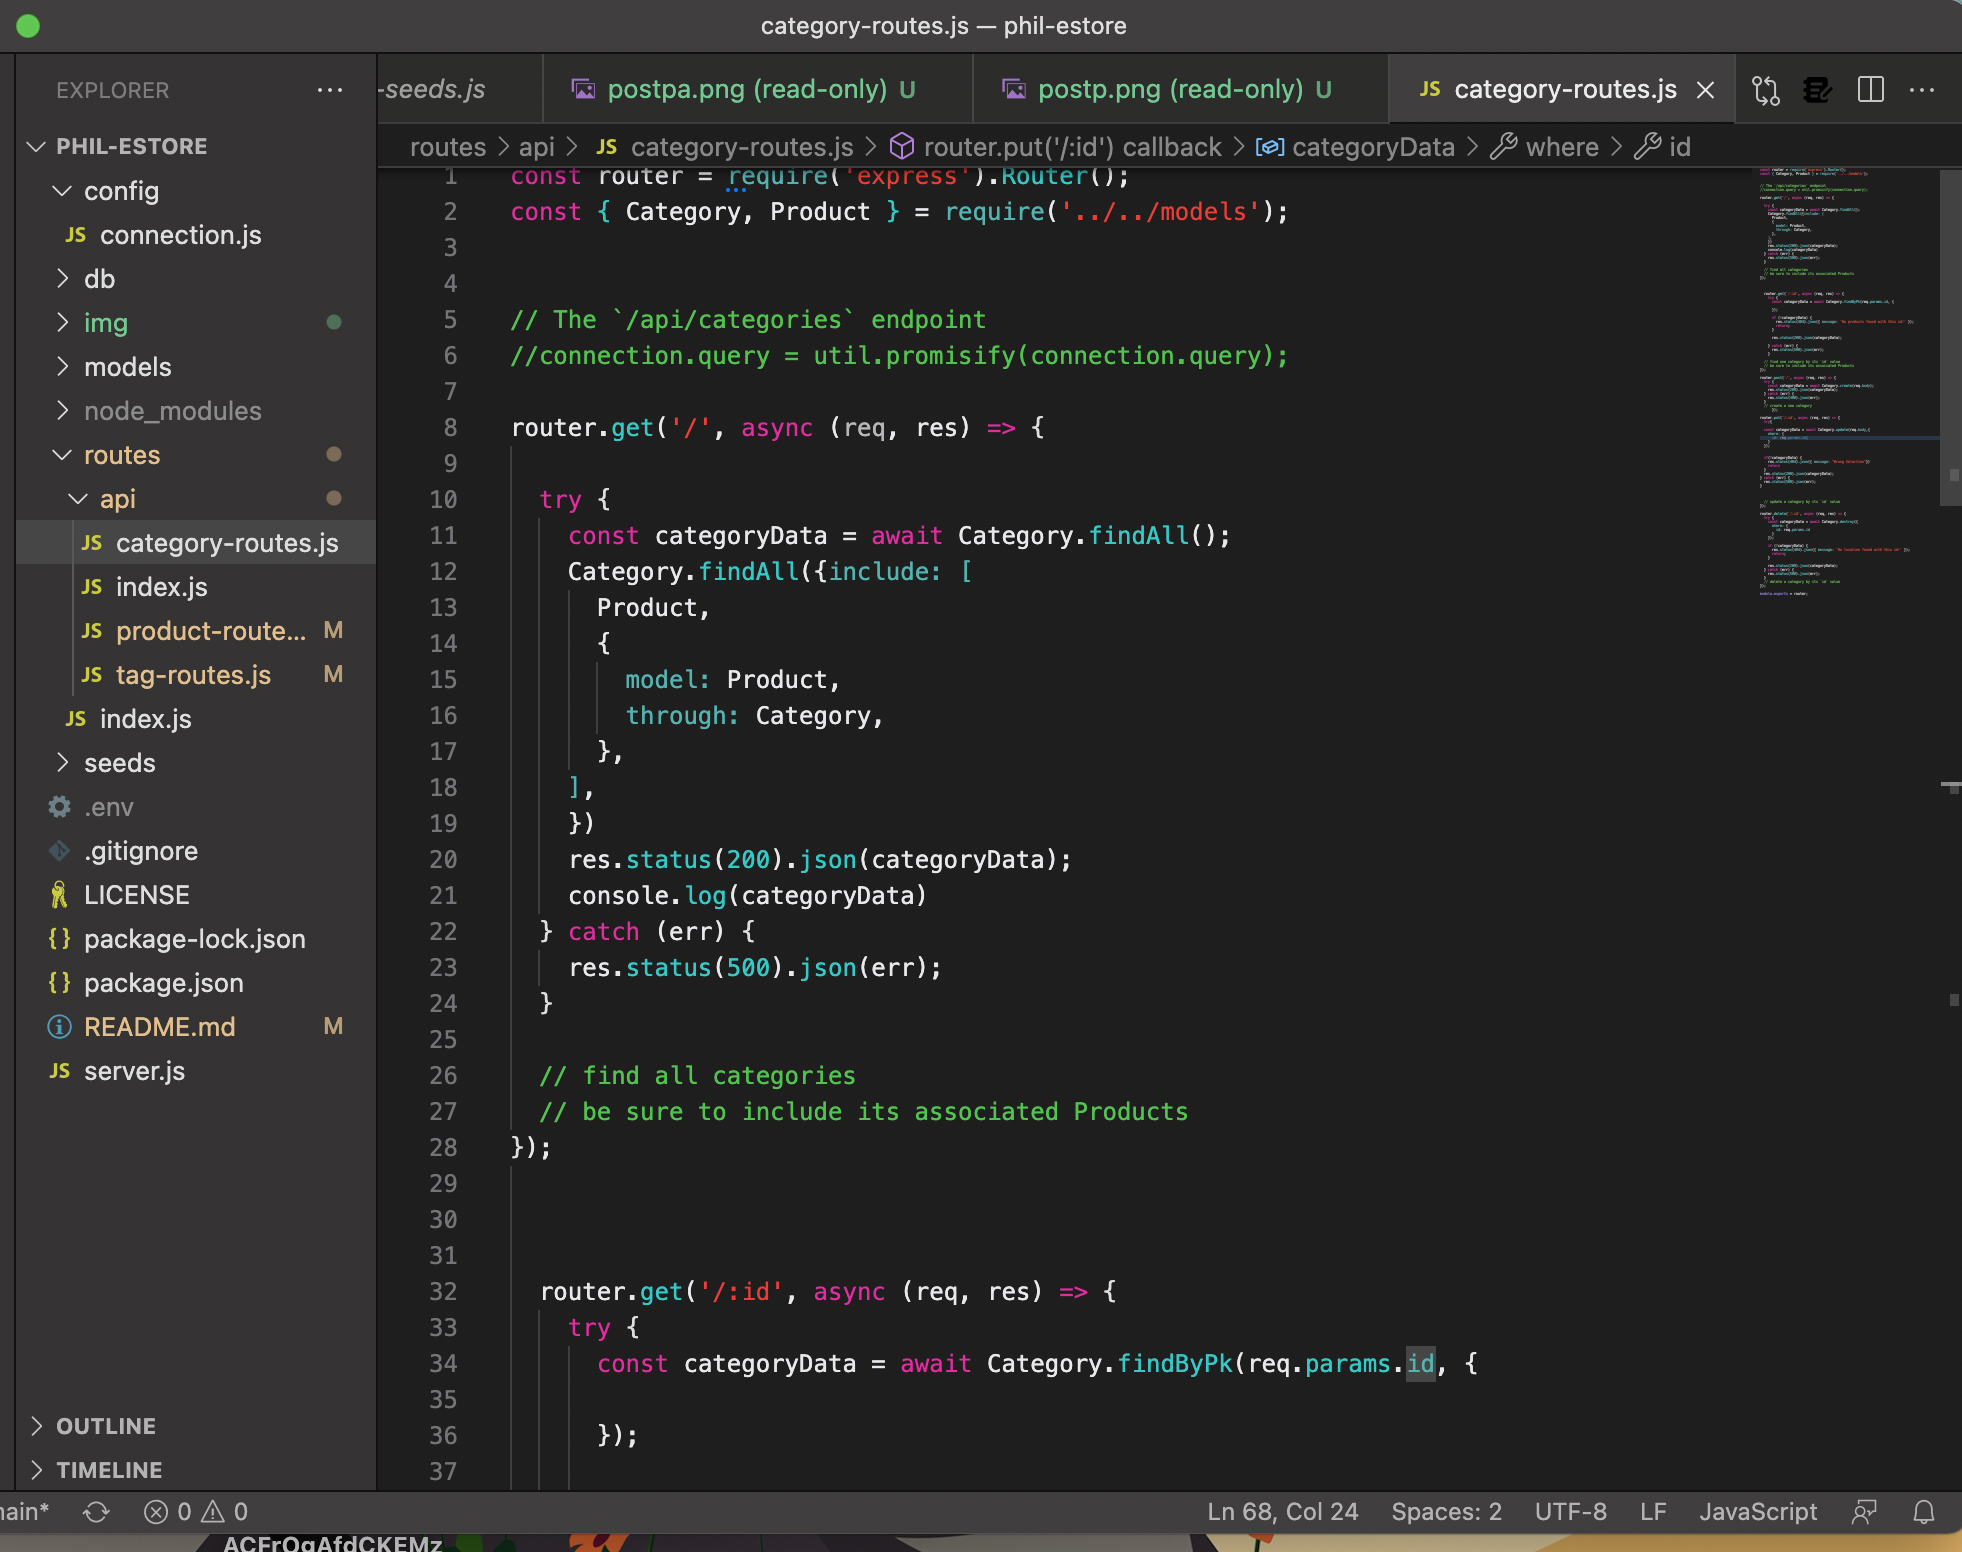 category-routes.js — phil-estore
EXPLORER
PHIL-ESTORE
config
JS connection.js
db
img
models
node_modules
routes
api
JS category-routes.js
JS index.js
JS product-route... M
JS tag-routes.js M
JS index.js
seeds
.env
.gitignore
LICENSE
{} package-lock.json
{} package.json
README.md M
JS server.js
OUTLINE
TIMELINE
-seeds.js
postpa.png (read-only) U
postp.png (read-only) U
JS category-routes.js
routes > api > JS category-routes.js > router.put('/:id') callback > categoryData > where > id
1 const router = require('express').Router();
2 const { Category, Product } = require('../../models');
3
4
5 // The `/api/categories` endpoint
6 //connection.query = util.promisify(connection.query);
7
8 router.get('/', async (req, res) => {
9
10 try {
11 const categoryData = await Category.findAll();
12 Category.findAll({include: [
13 Product,
14 {
15 model: Product,
16 through: Category,
17 },
18 ],
19 })
20 res.status(200).json(categoryData);
21 console.log(categoryData)
22 } catch (err) {
23 res.status(500).json(err);
24 }
25
26 // find all categories
27 // be sure to include its associated Products
28 });
29
30
31
32 router.get('/:id', async (req, res) => {
33 try {
34 const categoryData = await Category.findByPk(req.params.id, {
35
36 });
37
main*
0 0
Ln 68, Col 24
Spaces: 2
UTF-8
LF
JavaScript